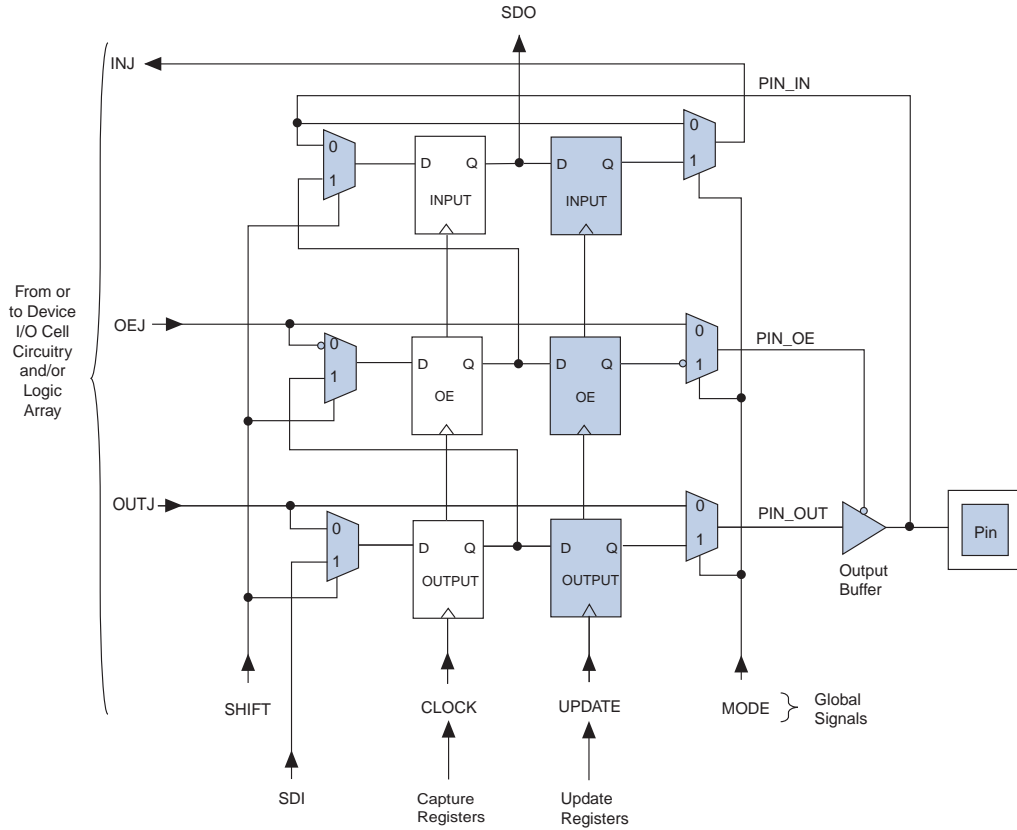 SDO
INJ
PIN_IN
0
1
D Q
INPUT
D Q
INPUT
0
1
From or
to Device
I/O Cell
Circuitry
and/or
Logic
Array
OEJ
0
1
D Q
OE
D Q
OE
0
1
PIN_OE
OUTJ
0
1
D Q
OUTPUT
D Q
OUTPUT
0
1
PIN_OUT
Output
Buffer
Pin
SHIFT
CLOCK
UPDATE
MODE
Global
Signals
SDI
Capture
Registers
Update
Registers